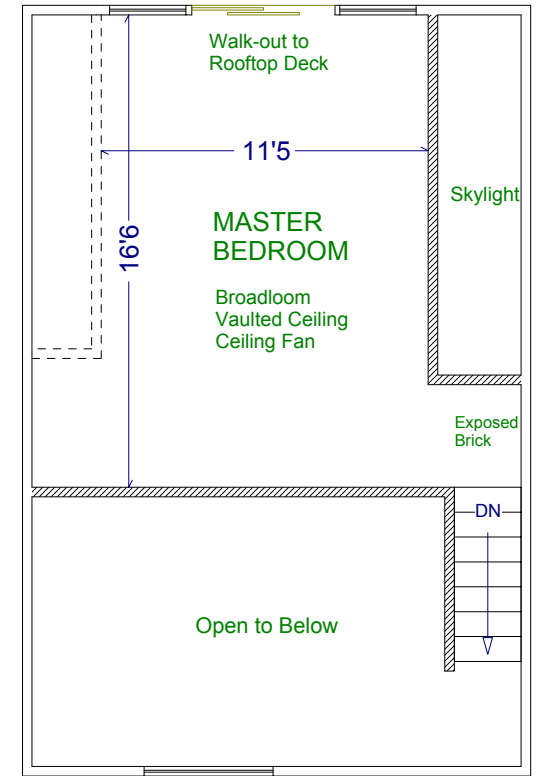 Walk-out to
Rooftop Deck
11'5
Skylight
16'6
MASTER
BEDROOM
Broadloom
Vaulted Ceiling
Ceiling Fan
Exposed
Brick
DN
Open to Below